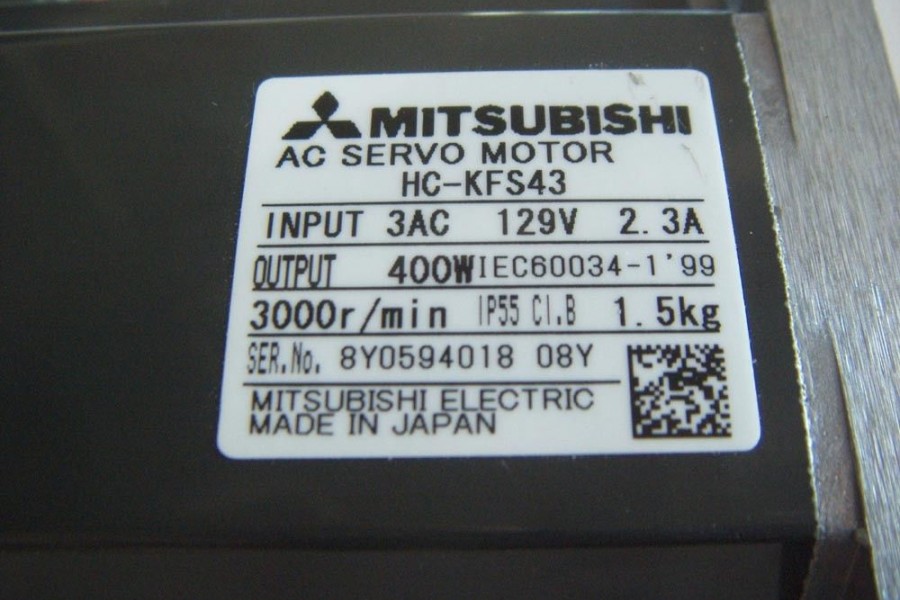 MITSUBISHI
AC SERVO MOTOR
HC-KFS43
INPUT 3AC 129V 2.3A
OUTPUT 400W IEC60034-1'99
3000r/min IP55 CI.B 1.5kg
SER.No. 8Y0594018 08Y
MITSUBISHI ELECTRIC
MADE IN JAPAN